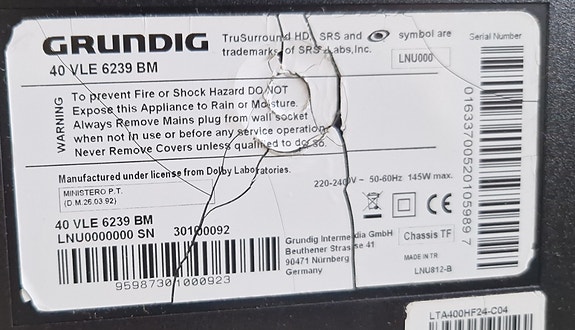 GRUNDIG
40 VLE 6239 BM
TruSurround HD, SRS and symbol are
trademarks of SRS Labs,Inc.
Serial Number
LNU000
WARNING
To prevent Fire or Shock Hazard DO NOT
Expose this Appliance to Rain or Moisture.
Always Remove Mains plug from wall socket
when not in use or before any service operation.
Never Remove Covers unless qualified to do so.
Manufactured under license from Dolby Laboratories.
MINISTERO P.T.
(D.M.26.03.92)
220-240V ~ 50-60Hz 145W max.
40 VLE 6239 BM
LNU0000000 SN 30100092
9598730 1000923
Grundig Intermedia GmbH
Beuthener Strasse 41
90471 Nürnberg
Germany
CE
Chassis TF
MADE IN TR
LNU812-B
01633700520105989 7
LTA400HF24-C04